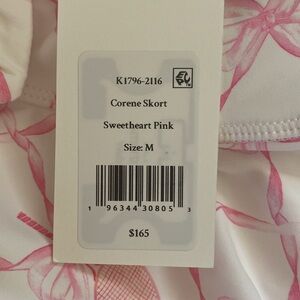 K1796-2116
Corene Skort
Sweetheart Pink
Size: M
1 96344 30805 3
$165